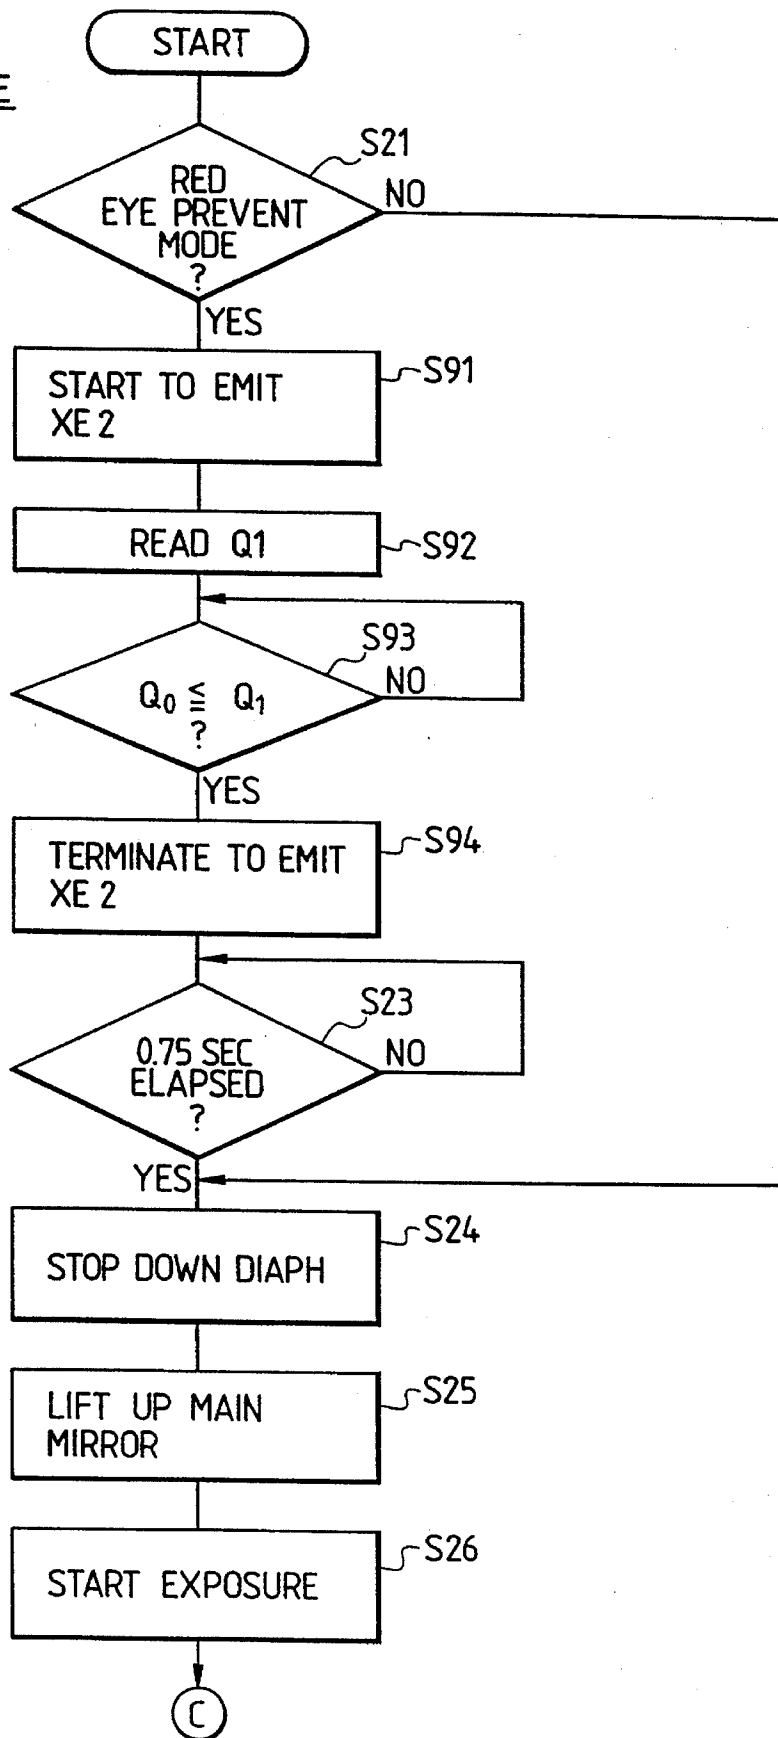 START
E
S21
RED
EYE PREVENT
MODE
?
NO
YES
START TO EMIT
XE 2
S91
READ Q1
S92
S93
Q₀ ≦ Q₁
?
NO
YES
TERMINATE TO EMIT
XE 2
S94
S23
0.75 SEC
ELAPSED
?
NO
YES
S24
STOP DOWN DIAPH
S25
LIFT UP MAIN
MIRROR
S26
START EXPOSURE
C